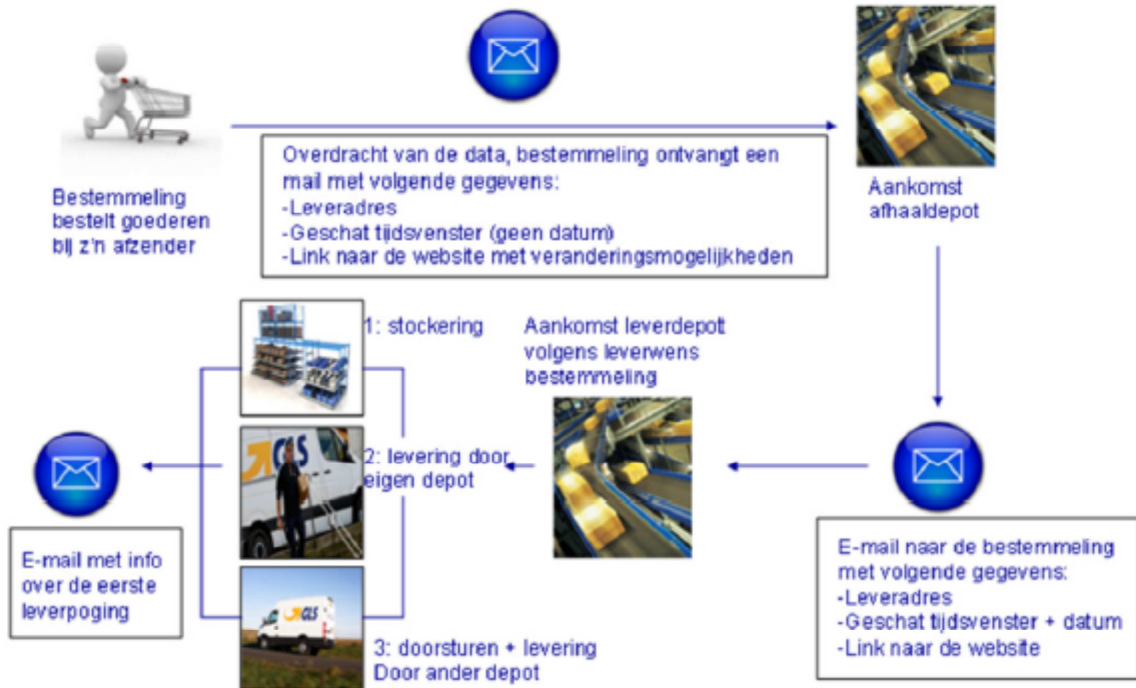 Bestemmeling
bestelt goederen
bij z'n afzender
Overdracht van de data, bestemmeling ontvangt een
mail met volgende gegevens:
-Leveradres
-Geschat tijdsvenster (geen datum)
-Link naar de website met veranderingsmogelijkheden
Aankomst
afhaaldepot
E-mail naar de bestemmeling
met volgende gegevens:
-Leveradres
-Geschat tijdsvenster + datum
-Link naar de website
Aankomst leverdepot
volgens leverwens
bestemmeling
1: stockering
GLS
2: levering door
eigen depot
GLS
3: doorsturen + levering
Door ander depot
E-mail met info
over de eerste
leverpoging